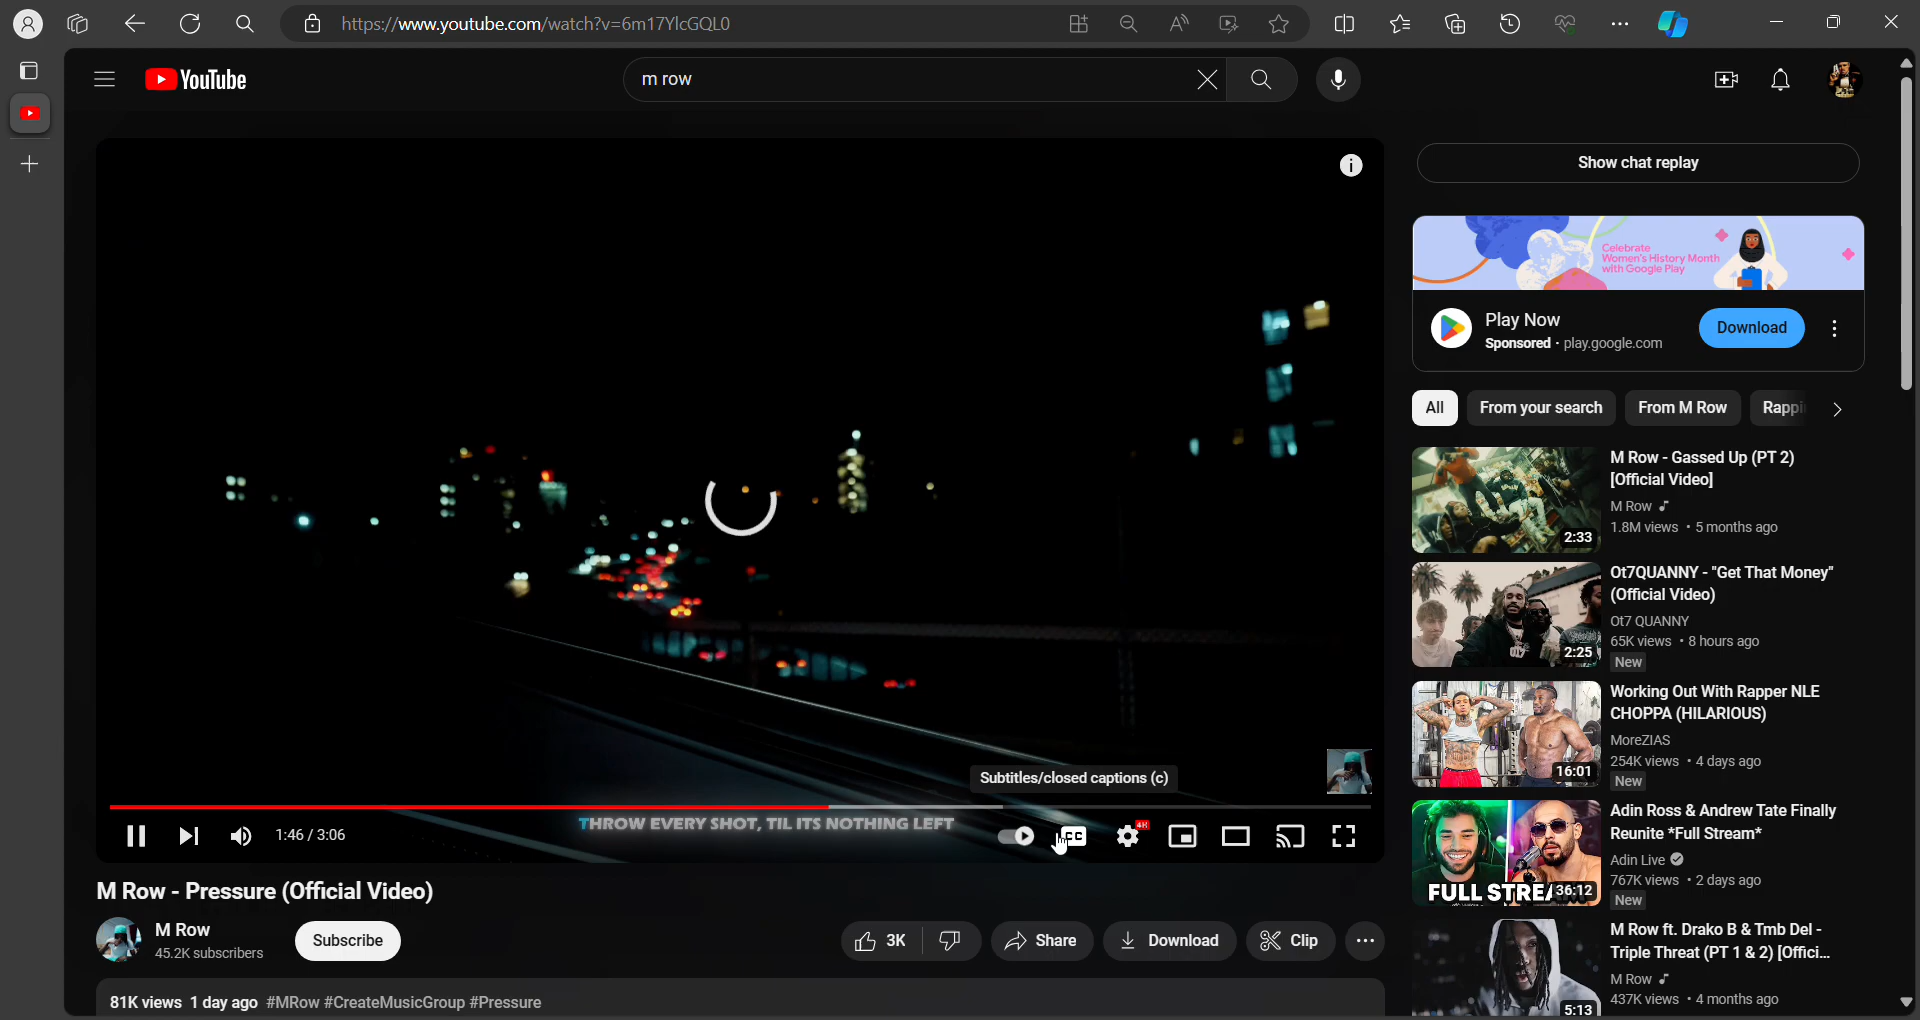 https://www.youtube.com/watch?v=6m17YlcGQL0
YouTube
m row
Show chat replay
Celebrate
Women's History Month
with Google Play
Play Now
Sponsored · play.google.com
Download
All
From your search
From M Row
M Row - Gassed Up (PT 2)
[Official Video]
M Row
1.8M views • 5 months ago
2:33
Ot7QUANNY - "Get That Money"
(Official Video)
Ot7 QUANNY
65K views • 8 hours ago
2:25
New
Working Out With Rapper NLE
CHOPPA (HILARIOUS)
MoreZIAS
254K views • 4 days ago
16:01
New
Adin Ross & Andrew Tate Finally
Reunite *Full Stream*
Adin Live
767K views • 2 days ago
36:12
New
M Row ft. Drako B & Tmb Del -
Triple Threat (PT 1 & 2) [Offici...
M Row
437K views • 4 months ago
5:13
Subtitles/closed captions (c)
THROW EVERY SHOT, TIL ITS NOTHING LEFT
1:46 / 3:06
CC
4K
M Row - Pressure (Official Video)
M Row
45.2K subscribers
Subscribe
3K
Share
Download
Clip
81K views 1 day ago #MRow #CreateMusicGroup #Pressure